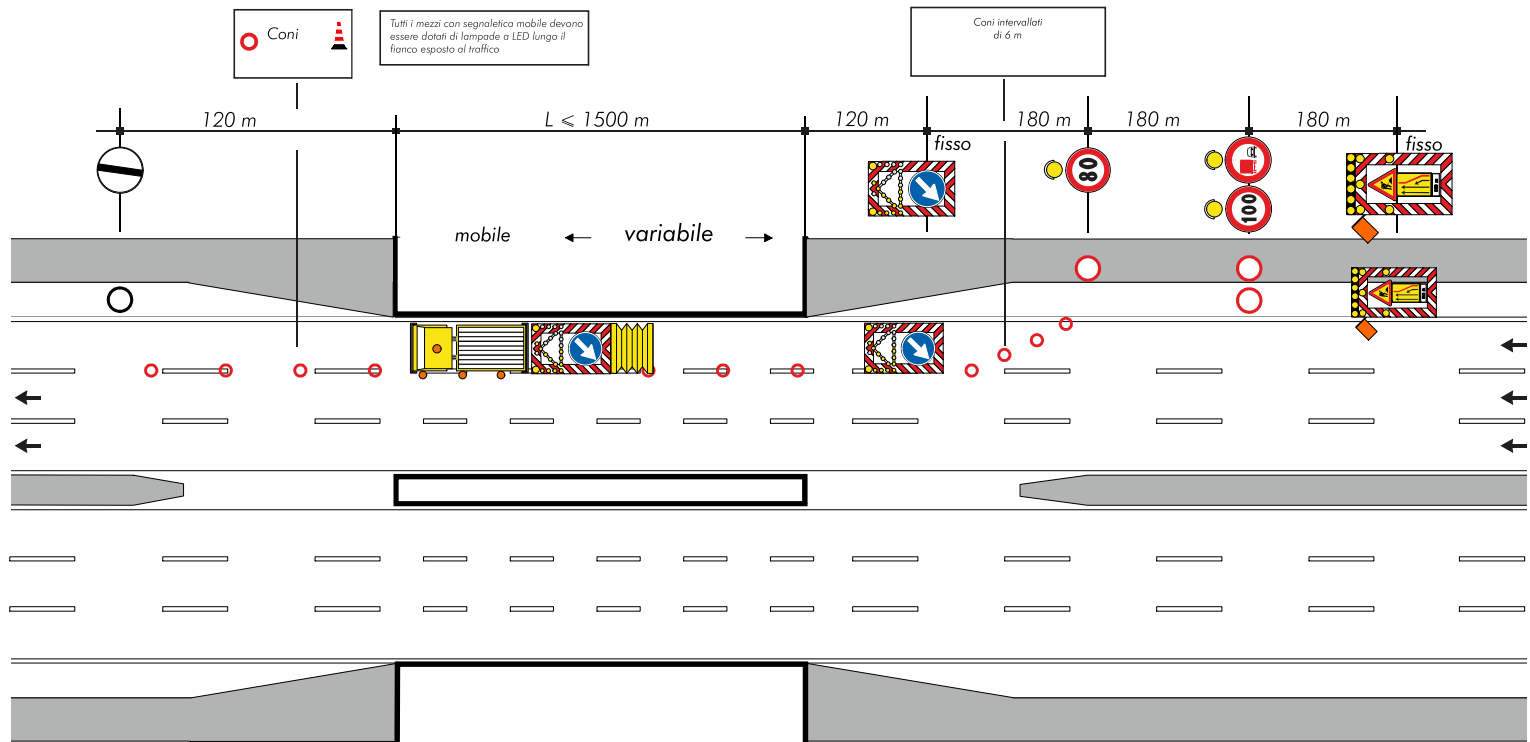 Coni
Tutti i mezzi con segnaletica mobile devono
essere dotati di lampade a LED lungo il
fianco esposto al traffico
Coni intervallati
di 6 m
120 m
L ⩽ 1500 m
120 m
180 m
180 m
180 m
fisso
fisso
80
100
mobile
variabile